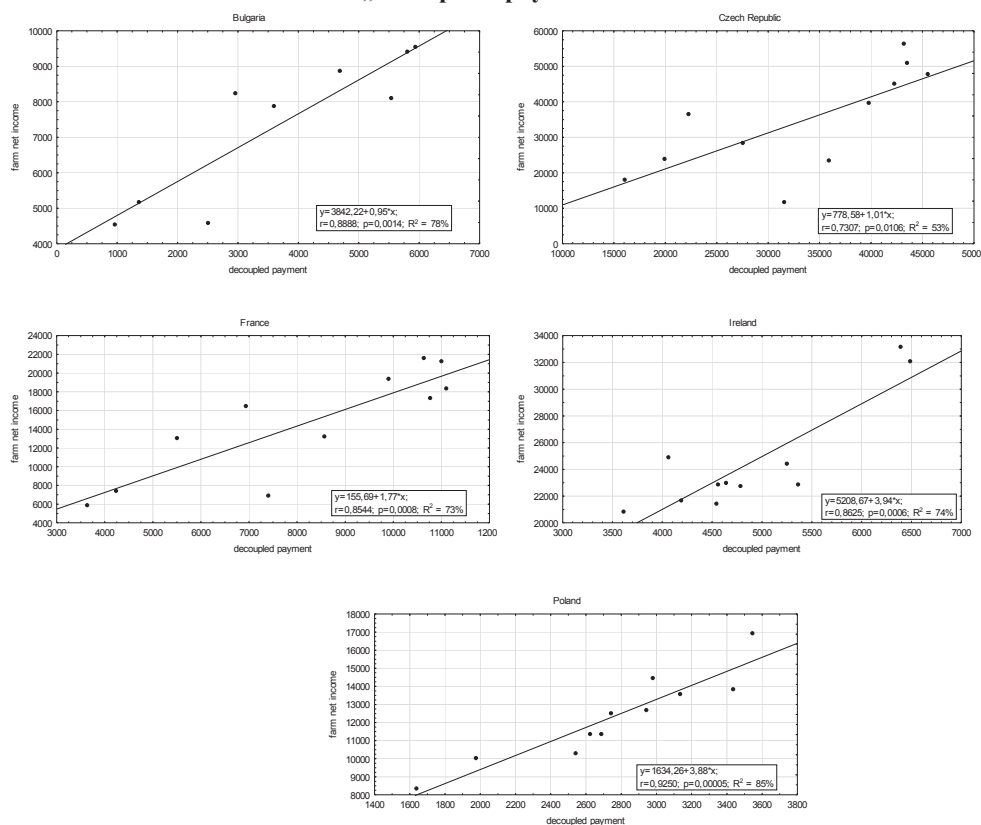 Bulgaria
10000
9000
8000
7000
6000
5000
4000
farm net income
y=3842,22+0,95*x;
r=0,8888; p=0,0014; R² = 78%
0 1000 2000 3000 4000 5000 6000 7000
decoupled payment
Czech Republic
60000
50000
40000
30000
20000
10000
0
farm net income
y=778,58+1,01*x;
r=0,7307; p=0,0106; R² = 53%
10000 15000 20000 25000 30000 35000 40000 45000 5000
decoupled payment
France
24000
22000
20000
18000
16000
14000
12000
10000
8000
6000
4000
farm net income
y=155,69+1,77*x;
r=0,8544; p=0,0008; R² = 73%
3000 4000 5000 6000 7000 8000 9000 10000 11000 1200
decoupled payment
Ireland
34000
32000
30000
28000
26000
24000
22000
20000
farm net income
y=5208,67+3,94*x;
r=0,8625; p=0,0006; R² = 74%
3000 3500 4000 4500 5000 5500 6000 6500 7000
decoupled payment
Poland
18000
17000
16000
15000
14000
13000
12000
11000
10000
9000
8000
farm net income
y=1634,26+3,88*x;
r=0,9250; p=0,00005; R² = 85%
1400 1600 1800 2000 2200 2400 2600 2800 3000 3200 3400 3600 3800
decoupled payment